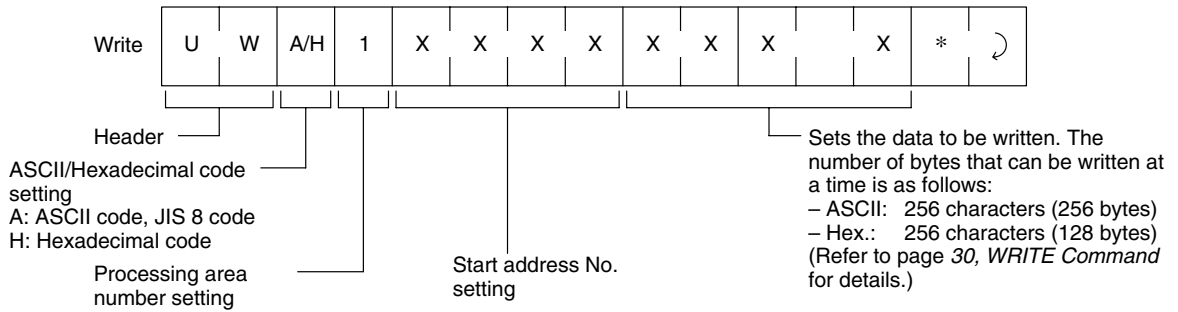 Write U W A/H 1 X X X X X X X X * ⤸
Header
ASCII/Hexadecimal code
setting
A: ASCII code, JIS 8 code
H: Hexadecimal code
Processing area
number setting
Start address No.
setting
Sets the data to be written. The
number of bytes that can be written at
a time is as follows:
– ASCII: 256 characters (256 bytes)
– Hex.: 256 characters (128 bytes)
(Refer to page 30, WRITE Command
for details.)